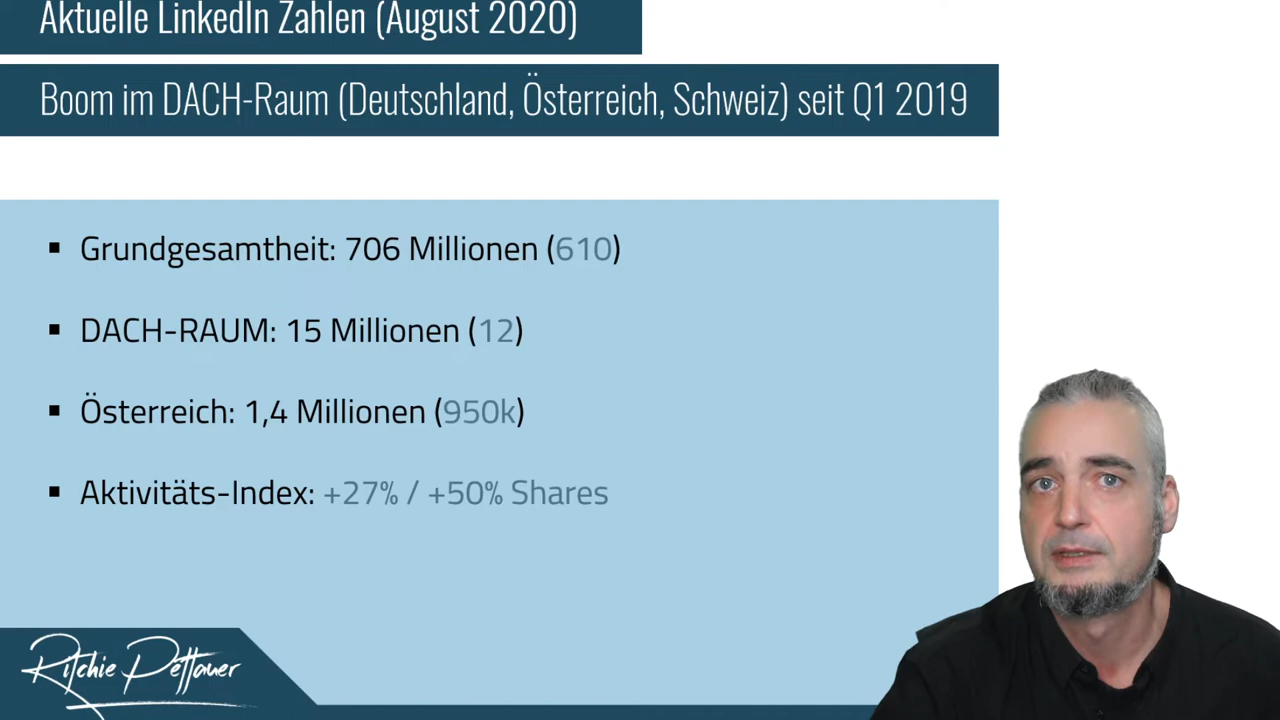 Aktuelle LinkedIn Zahlen (August 2020)
Boom im DACH-Raum (Deutschland, Österreich, Schweiz) seit Q1 2019
▪ Grundgesamtheit: 706 Millionen (610)
▪ DACH-RAUM: 15 Millionen (12)
▪ Österreich: 1,4 Millionen (950k)
▪ Aktivitäts-Index: +27% / +50% Shares
Ritchie Pettauer